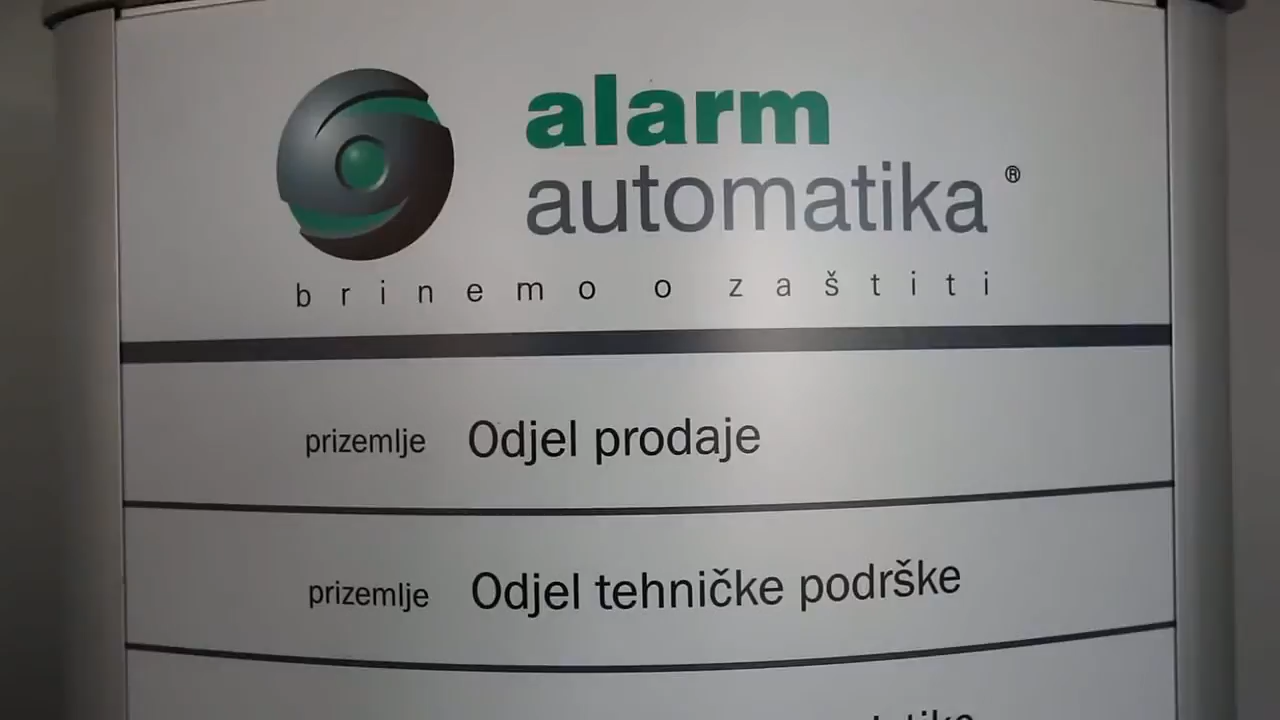 alarm
automatika ®
brinemo o zaštiti
prizemlje Odjel prodaje
prizemlje Odjel tehničke podrške